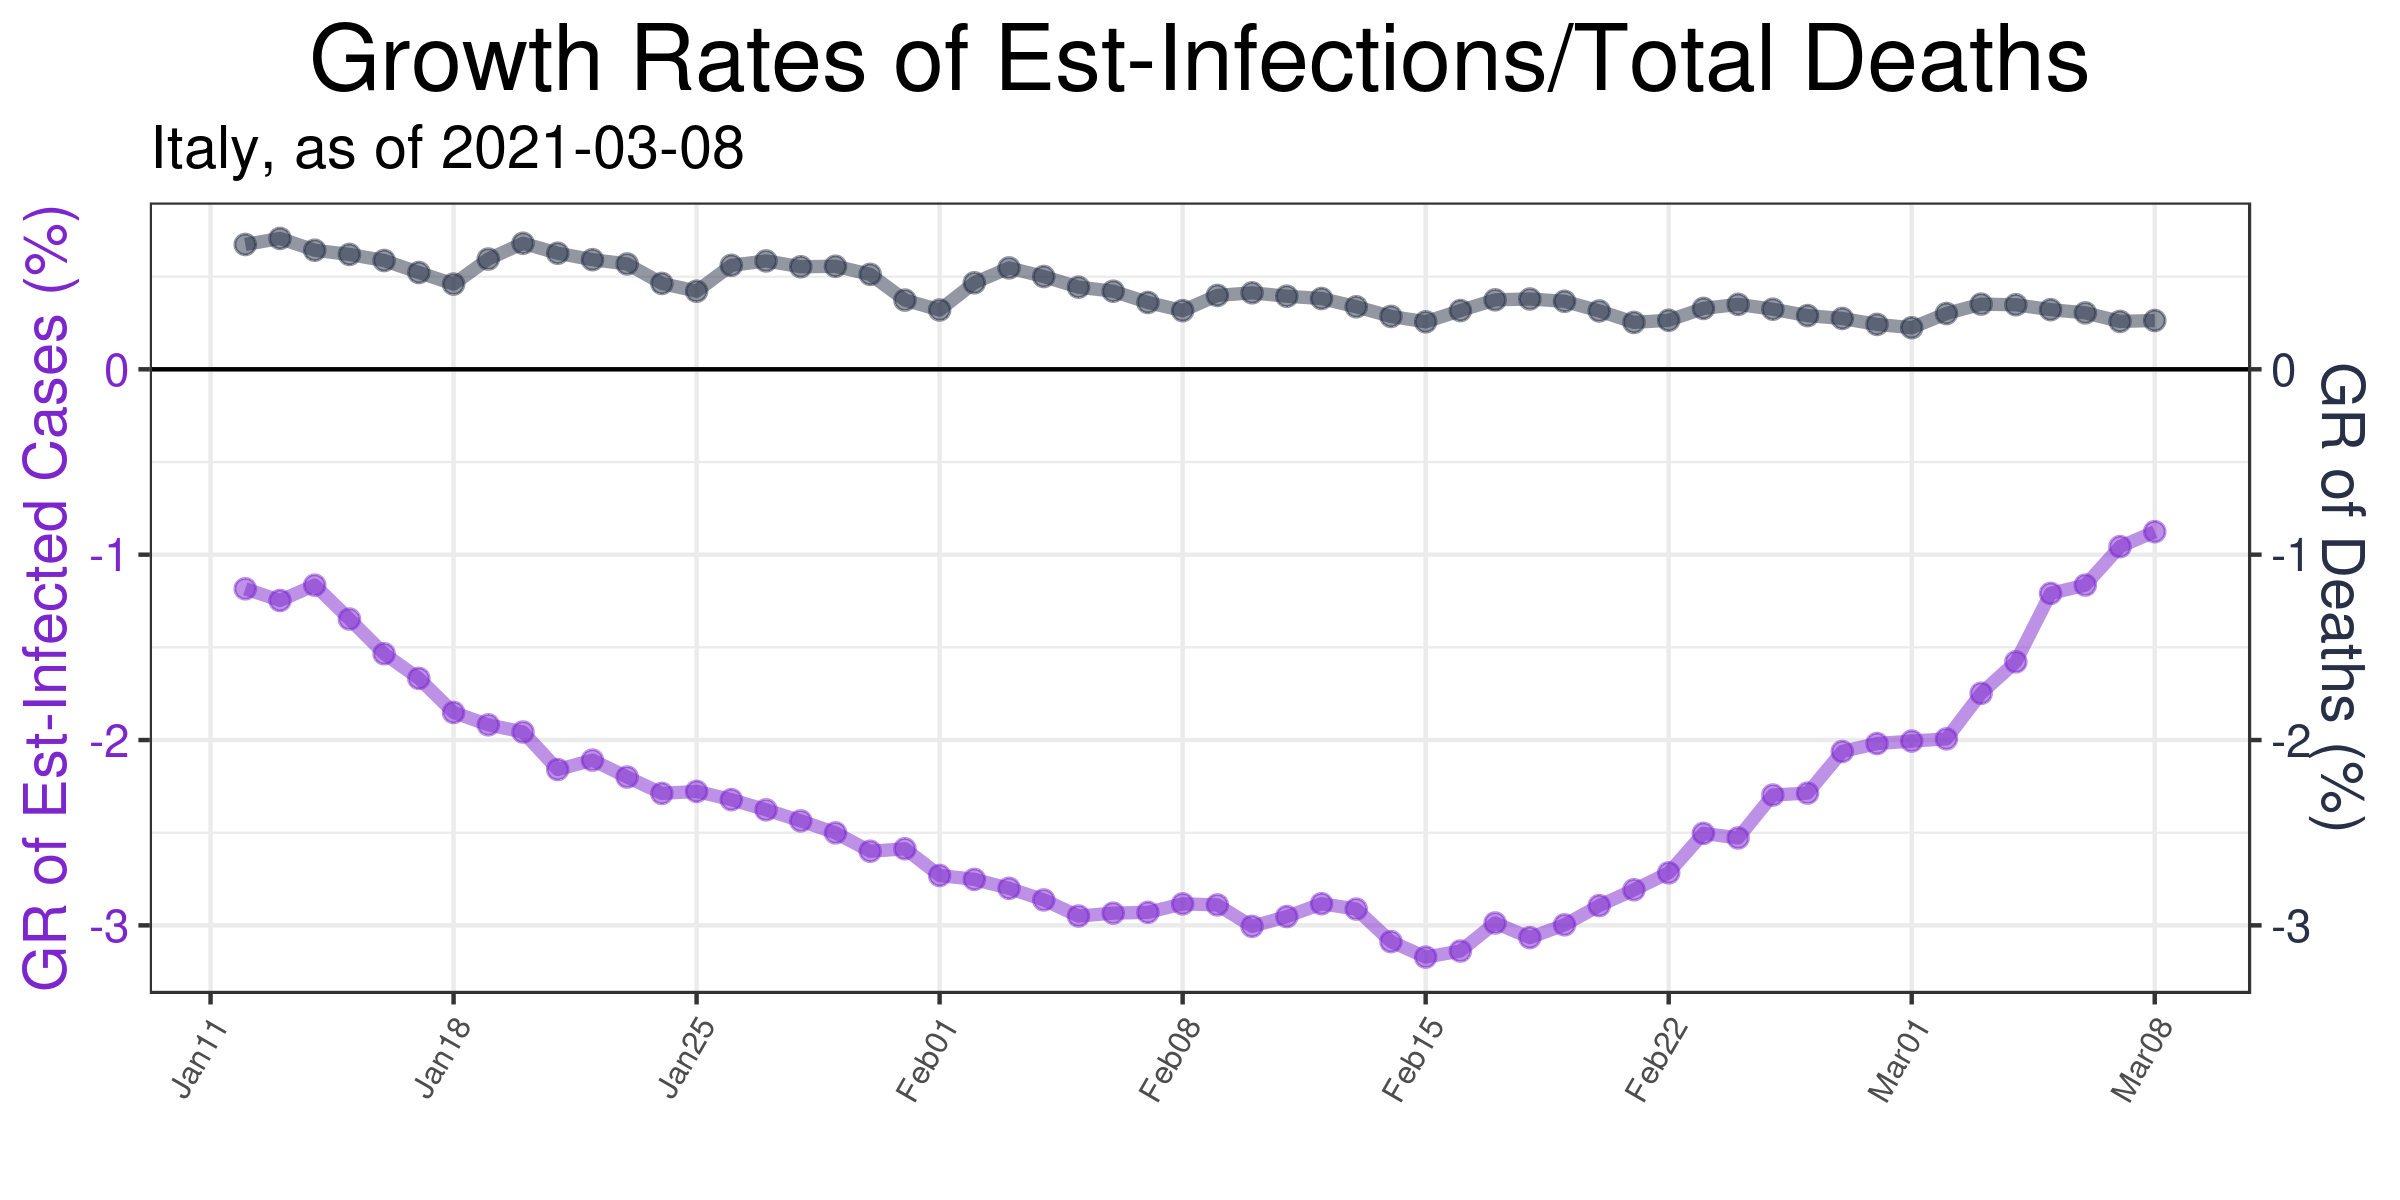 Growth Rates of Est-Infections/Total Deaths
Italy, as of 2021-03-08
GR of Est-Infected Cases (%)
0
-1
-2
-3
0
-1
-2
-3
GR of Deaths (%)
Jan11
Jan18
Jan25
Feb01
Feb08
Feb15
Feb22
Mar01
Mar08